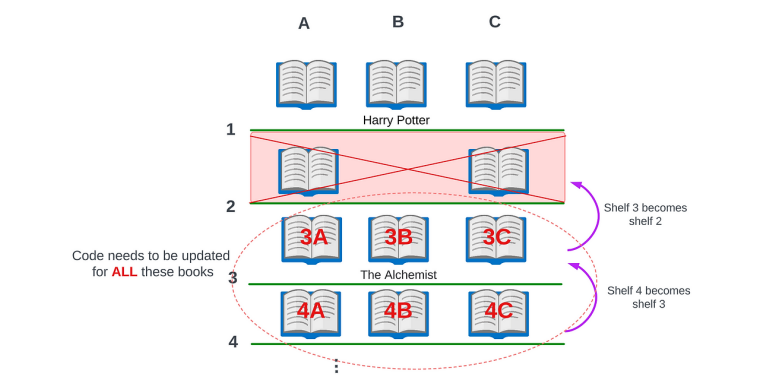 A B C
Harry Potter
1
2
Shelf 3 becomes
shelf 2
3A 3B 3C
Code needs to be updated
for ALL these books
The Alchemist
3
Shelf 4 becomes
shelf 3
4A 4B 4C
4
⋮